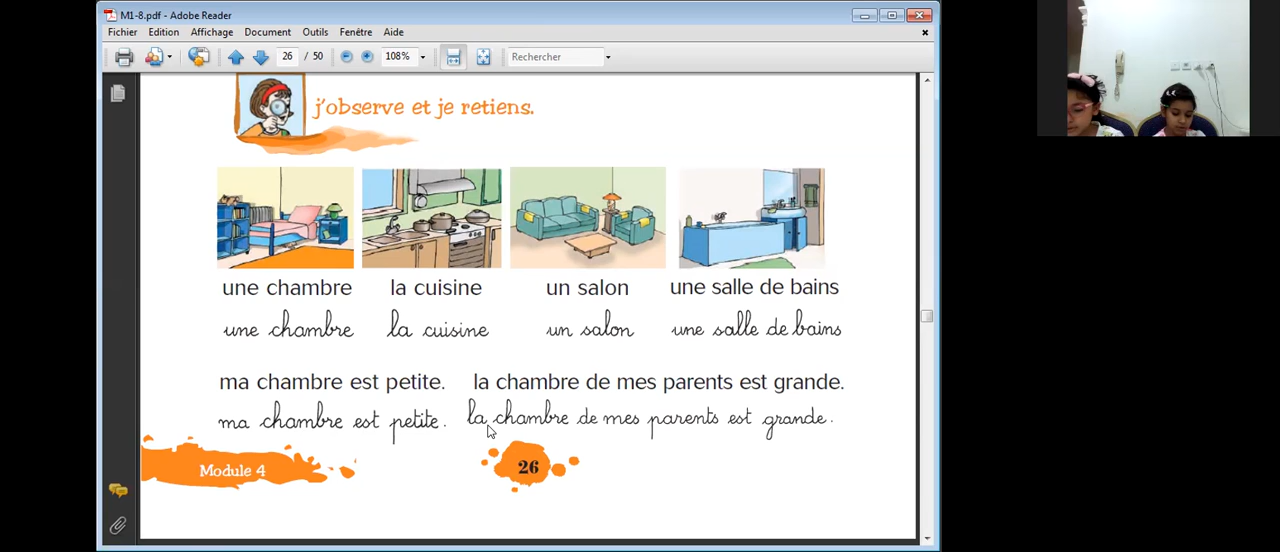 M1-8.pdf - Adobe Reader
Fichier Edition Affichage Document Outils Fenêtre Aide
26 / 50 108% Rechercher
j'observe et je retiens.
une chambre la cuisine un salon une salle de bains
une chambre la cuisine un salon une salle de bains
ma chambre est petite. la chambre de mes parents est grande.
ma chambre est petite. la chambre de mes parents est grande.
Module 4 26